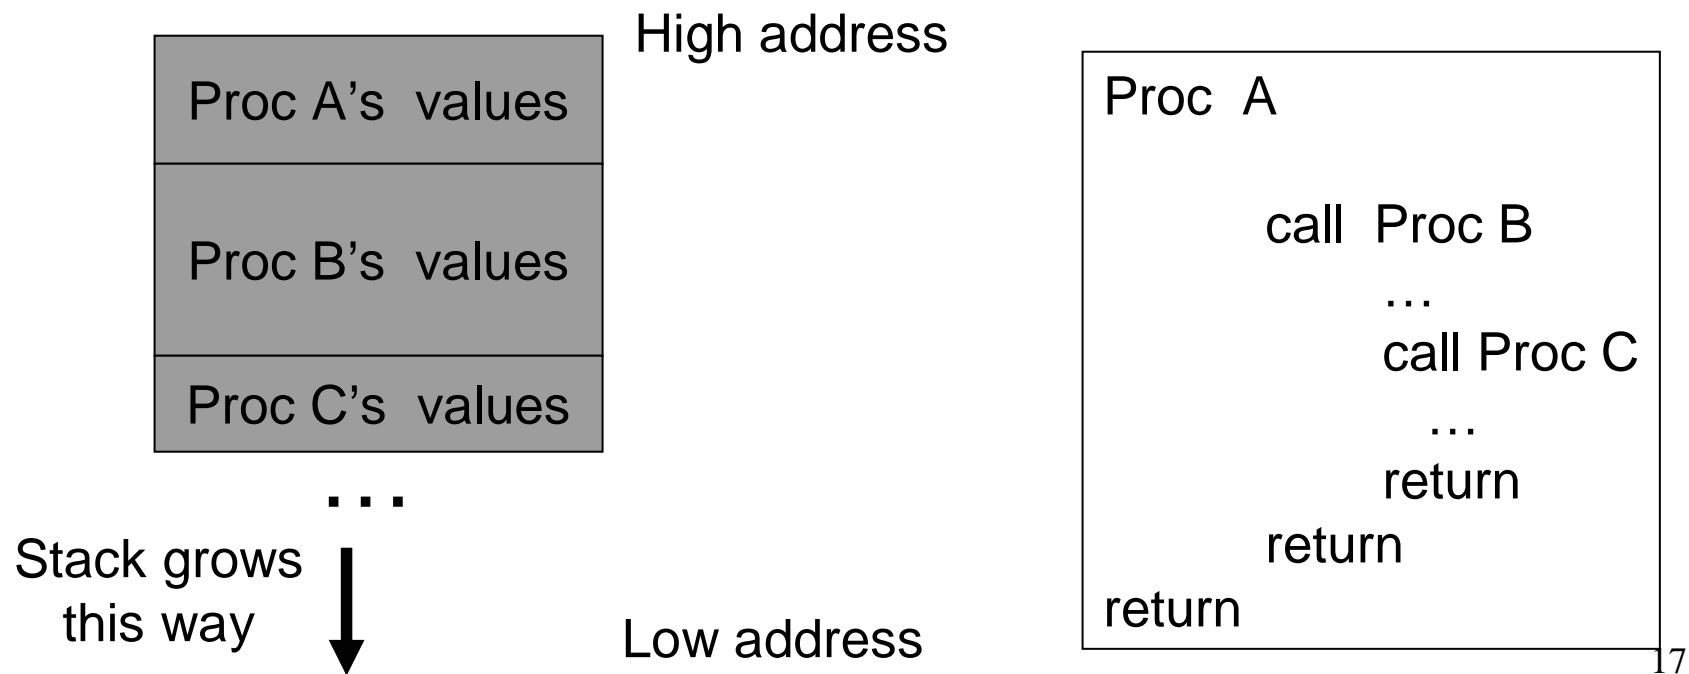 High address
Proc A's values
Proc B's values
Proc C's values
...
Stack grows
this way
Low address
Proc A
call Proc B
...
call Proc C
...
return
return
return
17